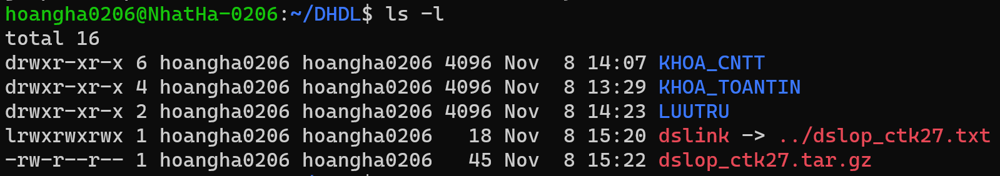 hoangha0206@NhatHa-0206:~/DHDL$ ls -l
total 16
drwxr-xr-x 6 hoangha0206 hoangha0206 4096 Nov  8 14:07 KHOA_CNTT
drwxr-xr-x 4 hoangha0206 hoangha0206 4096 Nov  8 13:29 KHOA_TOANTIN
drwxr-xr-x 2 hoangha0206 hoangha0206 4096 Nov  8 14:23 LUUTRU
lrwxrwxrwx 1 hoangha0206 hoangha0206   18 Nov  8 15:20 dslink -> ../dslop_ctk27.txt
-rw-r--r-- 1 hoangha0206 hoangha0206   45 Nov  8 15:22 dslop_ctk27.tar.gz